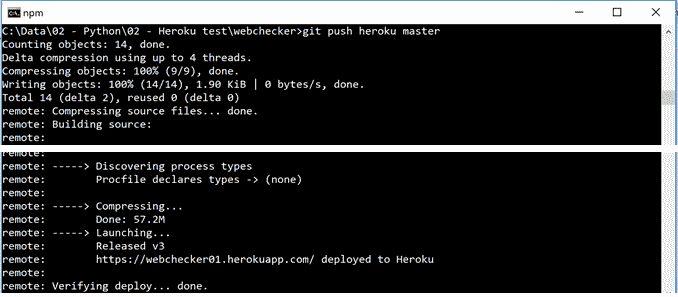 npm
C:\Data\02 - Python\02 - Heroku test\webchecker>git push heroku master
Counting objects: 14, done.
Delta compression using up to 4 threads.
Compressing objects: 100% (9/9), done.
Writing objects: 100% (14/14), 1.90 KiB | 0 bytes/s, done.
Total 14 (delta 2), reused 0 (delta 0)
remote: Compressing source files... done.
remote: Building source:
remote:
remote:
remote: -----> Discovering process types
remote:        Procfile declares types -> (none)
remote:
remote: -----> Compressing...
remote:        Done: 57.2M
remote: -----> Launching...
remote:        Released v3
remote:        https://webchecker01.herokuapp.com/ deployed to Heroku
remote:
remote: Verifying deploy... done.